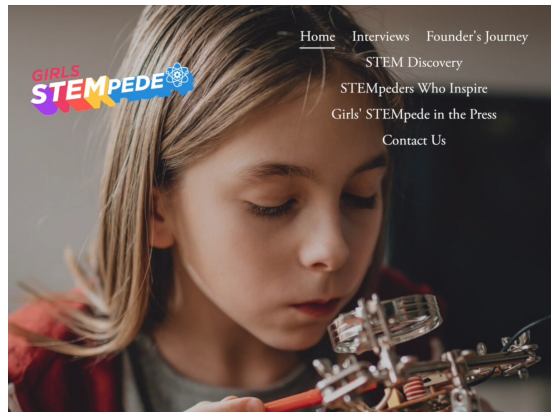 GIRLS
STEMPEDE
Home Interviews Founder's Journey
STEM Discovery
STEMpeders Who Inspire
Girls' STEMpede in the Press
Contact Us